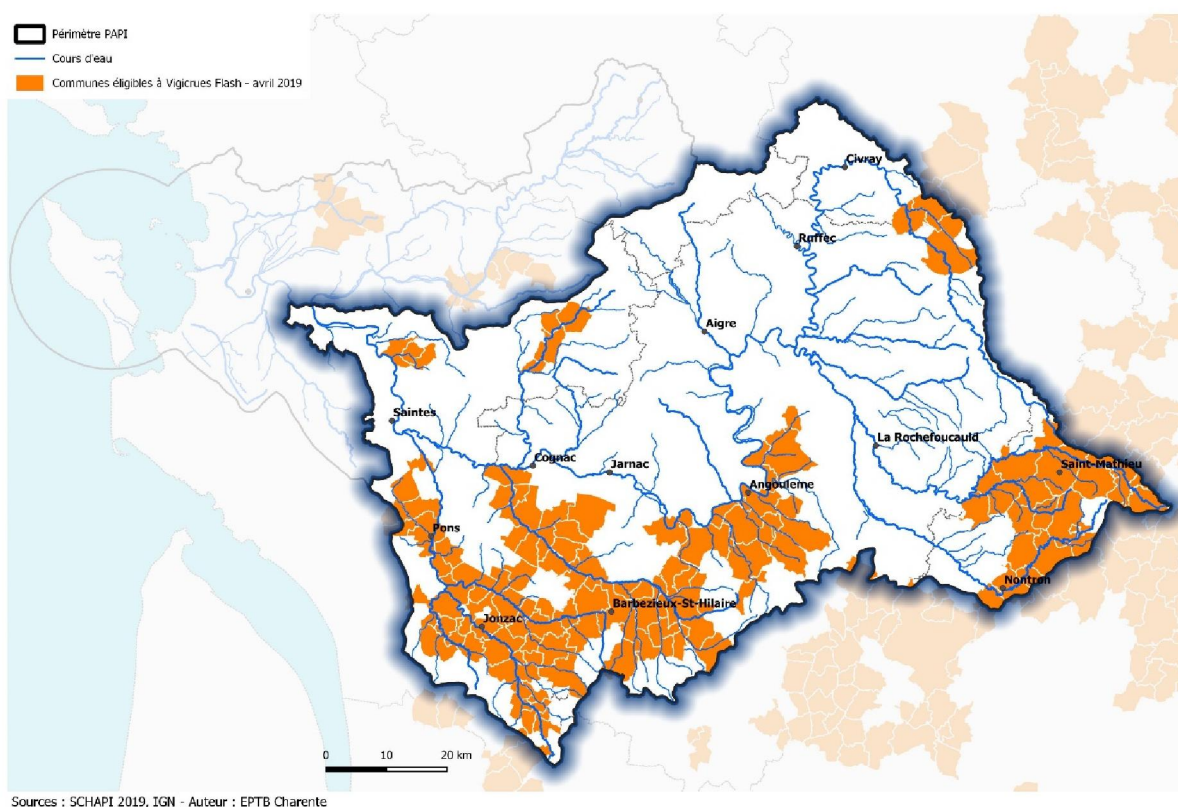 Périmètre PAPI
Cours d'eau
Communes éligibles à Vigicrues Flash - avril 2019
Civray
Ruffec
Aigre
Saintes
La Rochefoucauld
Cognac
Jarnac
Saint-Mathieu
Angoulême
Pons
Nontron
Barbezieux-St-Hilaire
Jonzac
0 10 20 km
Sources : SCHAPI 2019, IGN - Auteur : EPTB Charente